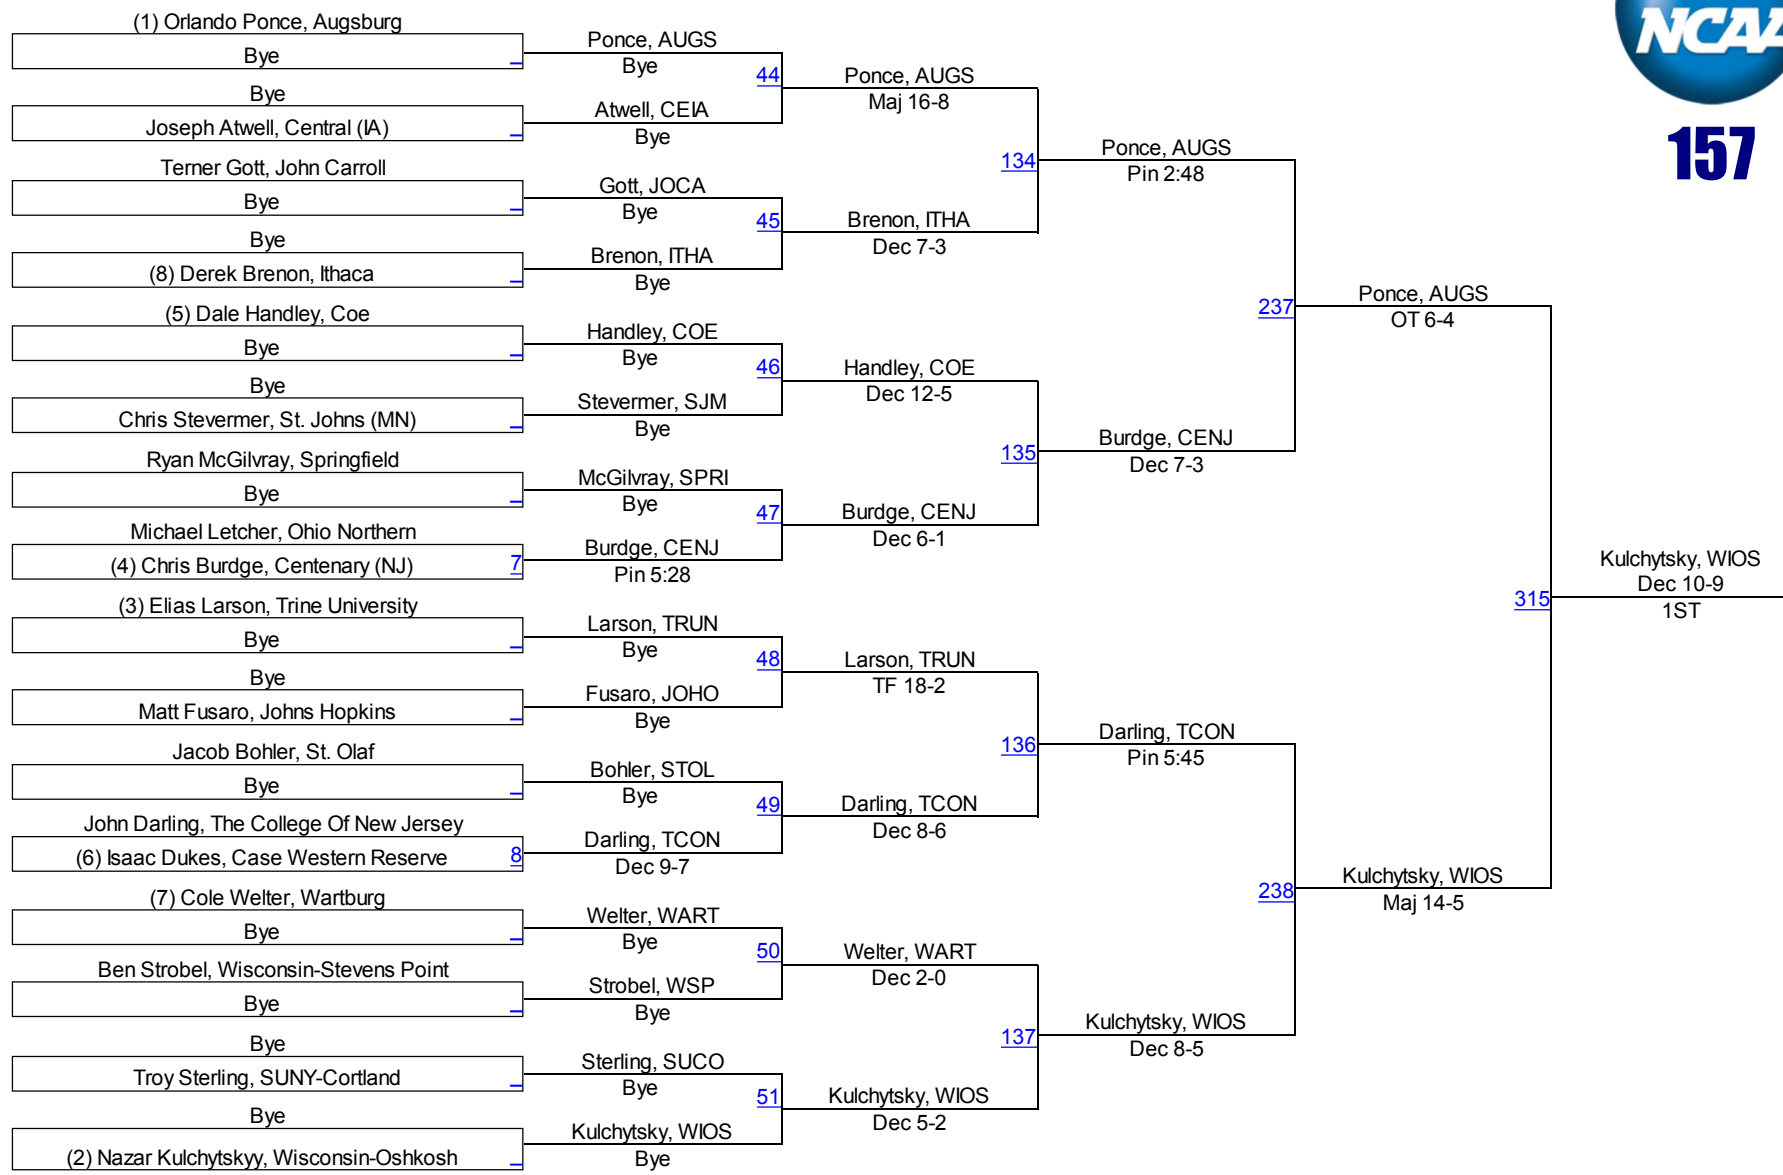 (1) Orlando Ponce, Augsburg
Bye
Bye
Joseph Atwell, Central (IA)
Terner Gott, John Carroll
Bye
Bye
(8) Derek Brenon, Ithaca
(5) Dale Handley, Coe
Bye
Bye
Chris Stevermer, St. Johns (MN)
Ryan McGilvray, Springfield
Bye
Michael Letcher, Ohio Northern
(4) Chris Burdge, Centenary (NJ) 7
(3) Elias Larson, Trine University
Bye
Bye
Matt Fusaro, Johns Hopkins
Jacob Bohler, St. Olaf
Bye
John Darling, The College Of New Jersey
(6) Isaac Dukes, Case Western Reserve 8
(7) Cole Welter, Wartburg
Bye
Ben Strobel, Wisconsin-Stevens Point
Bye
Bye
Troy Sterling, SUNY-Cortland
Bye
(2) Nazar Kulchytskyy, Wisconsin-Oshkosh
Ponce, AUGS
Bye
44
Atwell, CEIA
Bye
Gott, JOCA
Bye
45
Brenon, ITHA
Bye
Handley, COE
Bye
46
Stevermer, SJM
Bye
McGilvray, SPRI
Bye
47
Burdge, CENJ
Pin 5:28
Larson, TRUN
Bye
48
Fusaro, JOHO
Bye
Bohler, STOL
Bye
49
Darling, TCON
Dec 9-7
Welter, WART
Bye
50
Strobel, WSP
Bye
Sterling, SUCO
Bye
51
Kulchytsky, WIOS
Bye
Ponce, AUGS
Maj 16-8
134
Brenon, ITHA
Dec 7-3
Handley, COE
Dec 12-5
135
Burdge, CENJ
Dec 6-1
Larson, TRUN
TF 18-2
136
Darling, TCON
Dec 8-6
Welter, WART
Dec 2-0
137
Kulchytsky, WIOS
Dec 5-2
Ponce, AUGS
Pin 2:48
237
Burdge, CENJ
Dec 7-3
Darling, TCON
Pin 5:45
238
Kulchytsky, WIOS
Dec 8-5
Ponce, AUGS
OT 6-4
315
Kulchytsky, WIOS
Maj 14-5
Kulchytsky, WIOS
Dec 10-9
1ST
NCAA
157